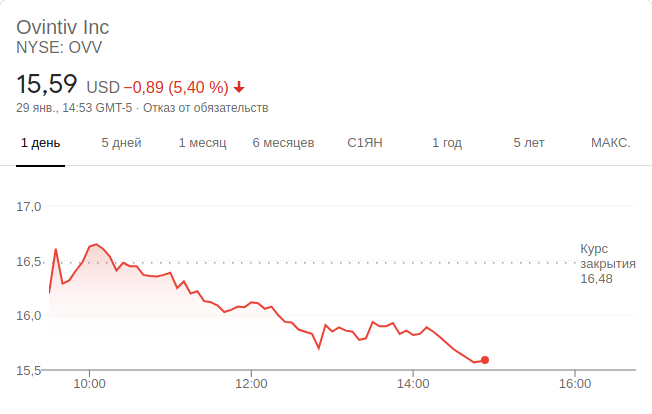 Ovintiv Inc
NYSE: OVV
15,59 USD −0,89 (5,40 %)
29 янв., 14:53 GMT-5 · Отказ от обязательств
1 день 5 дней 1 месяц 6 месяцев С1ЯН 1 год 5 лет МАКС.
17,0
16,5
16,0
15,5
Курс
закрытия
16,48
10:00 12:00 14:00 16:00